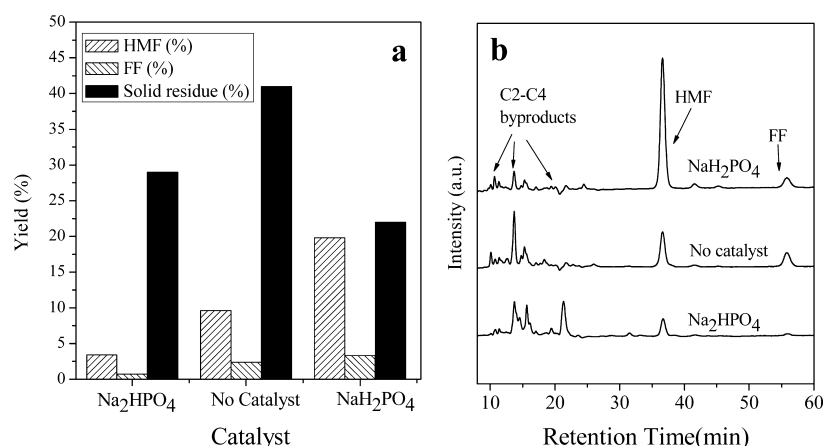 a
HMF (%)
FF (%)
Solid residue (%)
50
45
40
35
30
25
20
15
10
5
0
Yield (%)
Na2HPO4
No Catalyst
NaH2PO4
Catalyst
b
C2-C4
byproducts
HMF
FF
NaH2PO4
No catalyst
Na2HPO4
Intensity (a.u.)
10 20 30 40 50 60
Retention Time(min)